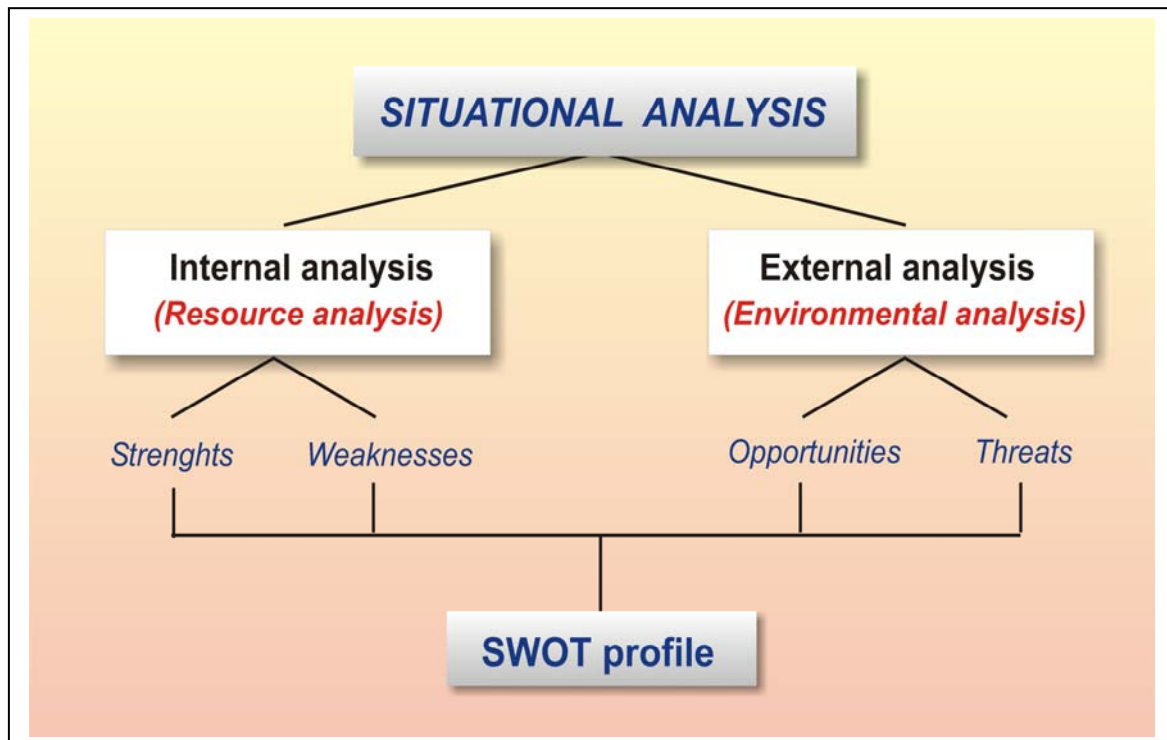 SITUATIONAL ANALYSIS
Internal analysis
(Resource analysis)
External analysis
(Environmental analysis)
Strenghts
Weaknesses
Opportunities
Threats
SWOT profile